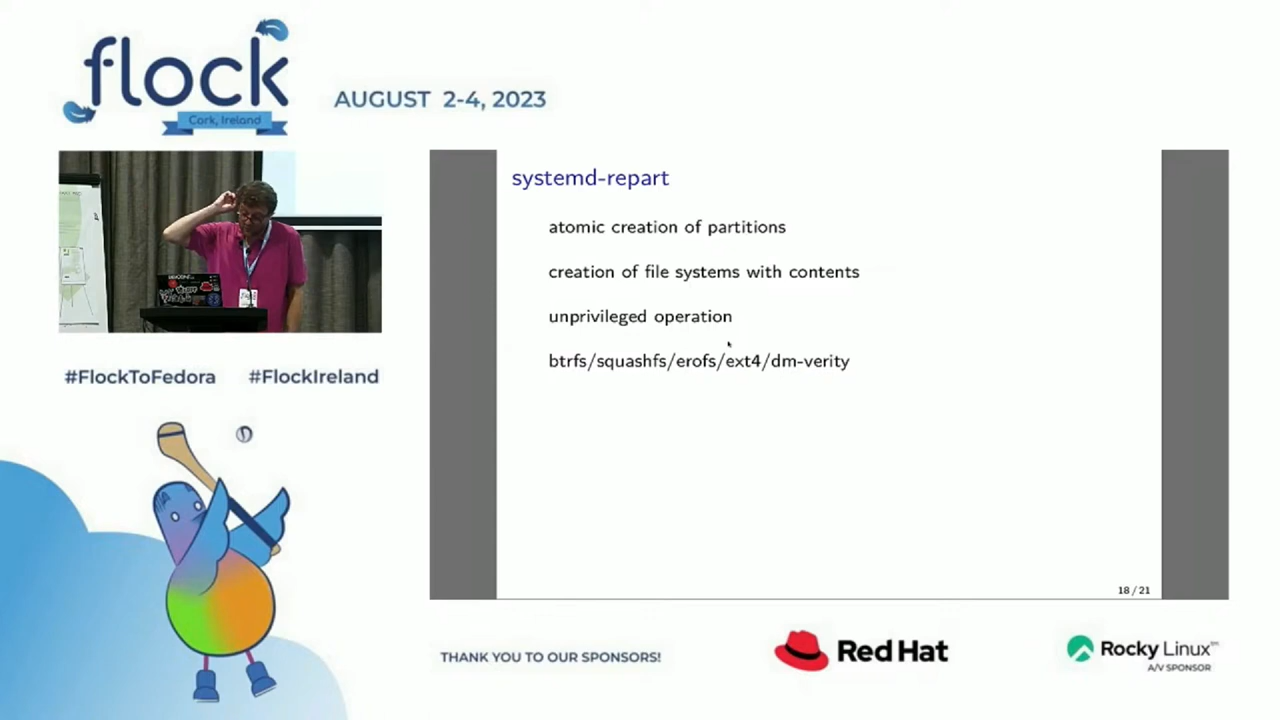 flock
Cork, Ireland
AUGUST 2-4, 2023
#FlockToFedora #FlockIreland
systemd-repart
atomic creation of partitions
creation of file systems with contents
unprivileged operation
btrfs/squashfs/erofs/ext4/dm-verity
18 / 21
THANK YOU TO OUR SPONSORS!
Red Hat
Rocky Linux™
A/V SPONSOR